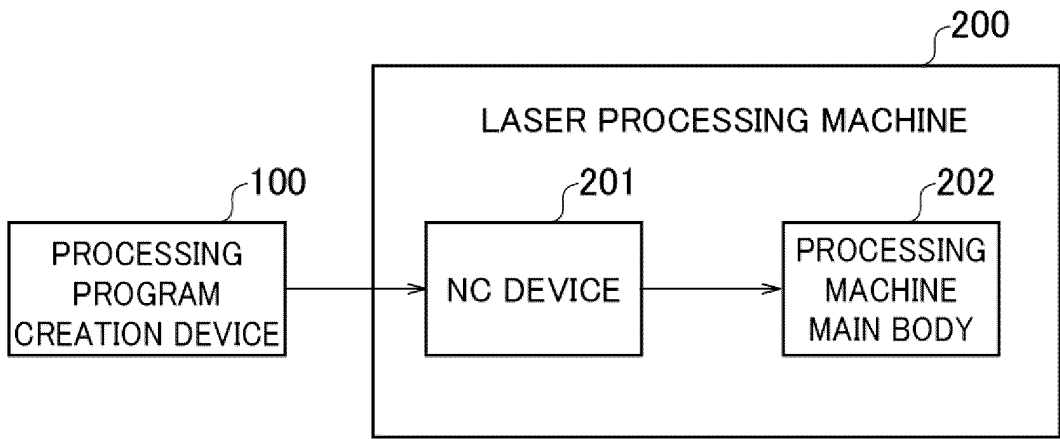 200
LASER PROCESSING MACHINE
100
201
202
PROCESSING
PROGRAM
CREATION DEVICE
NC DEVICE
PROCESSING
MACHINE
MAIN BODY